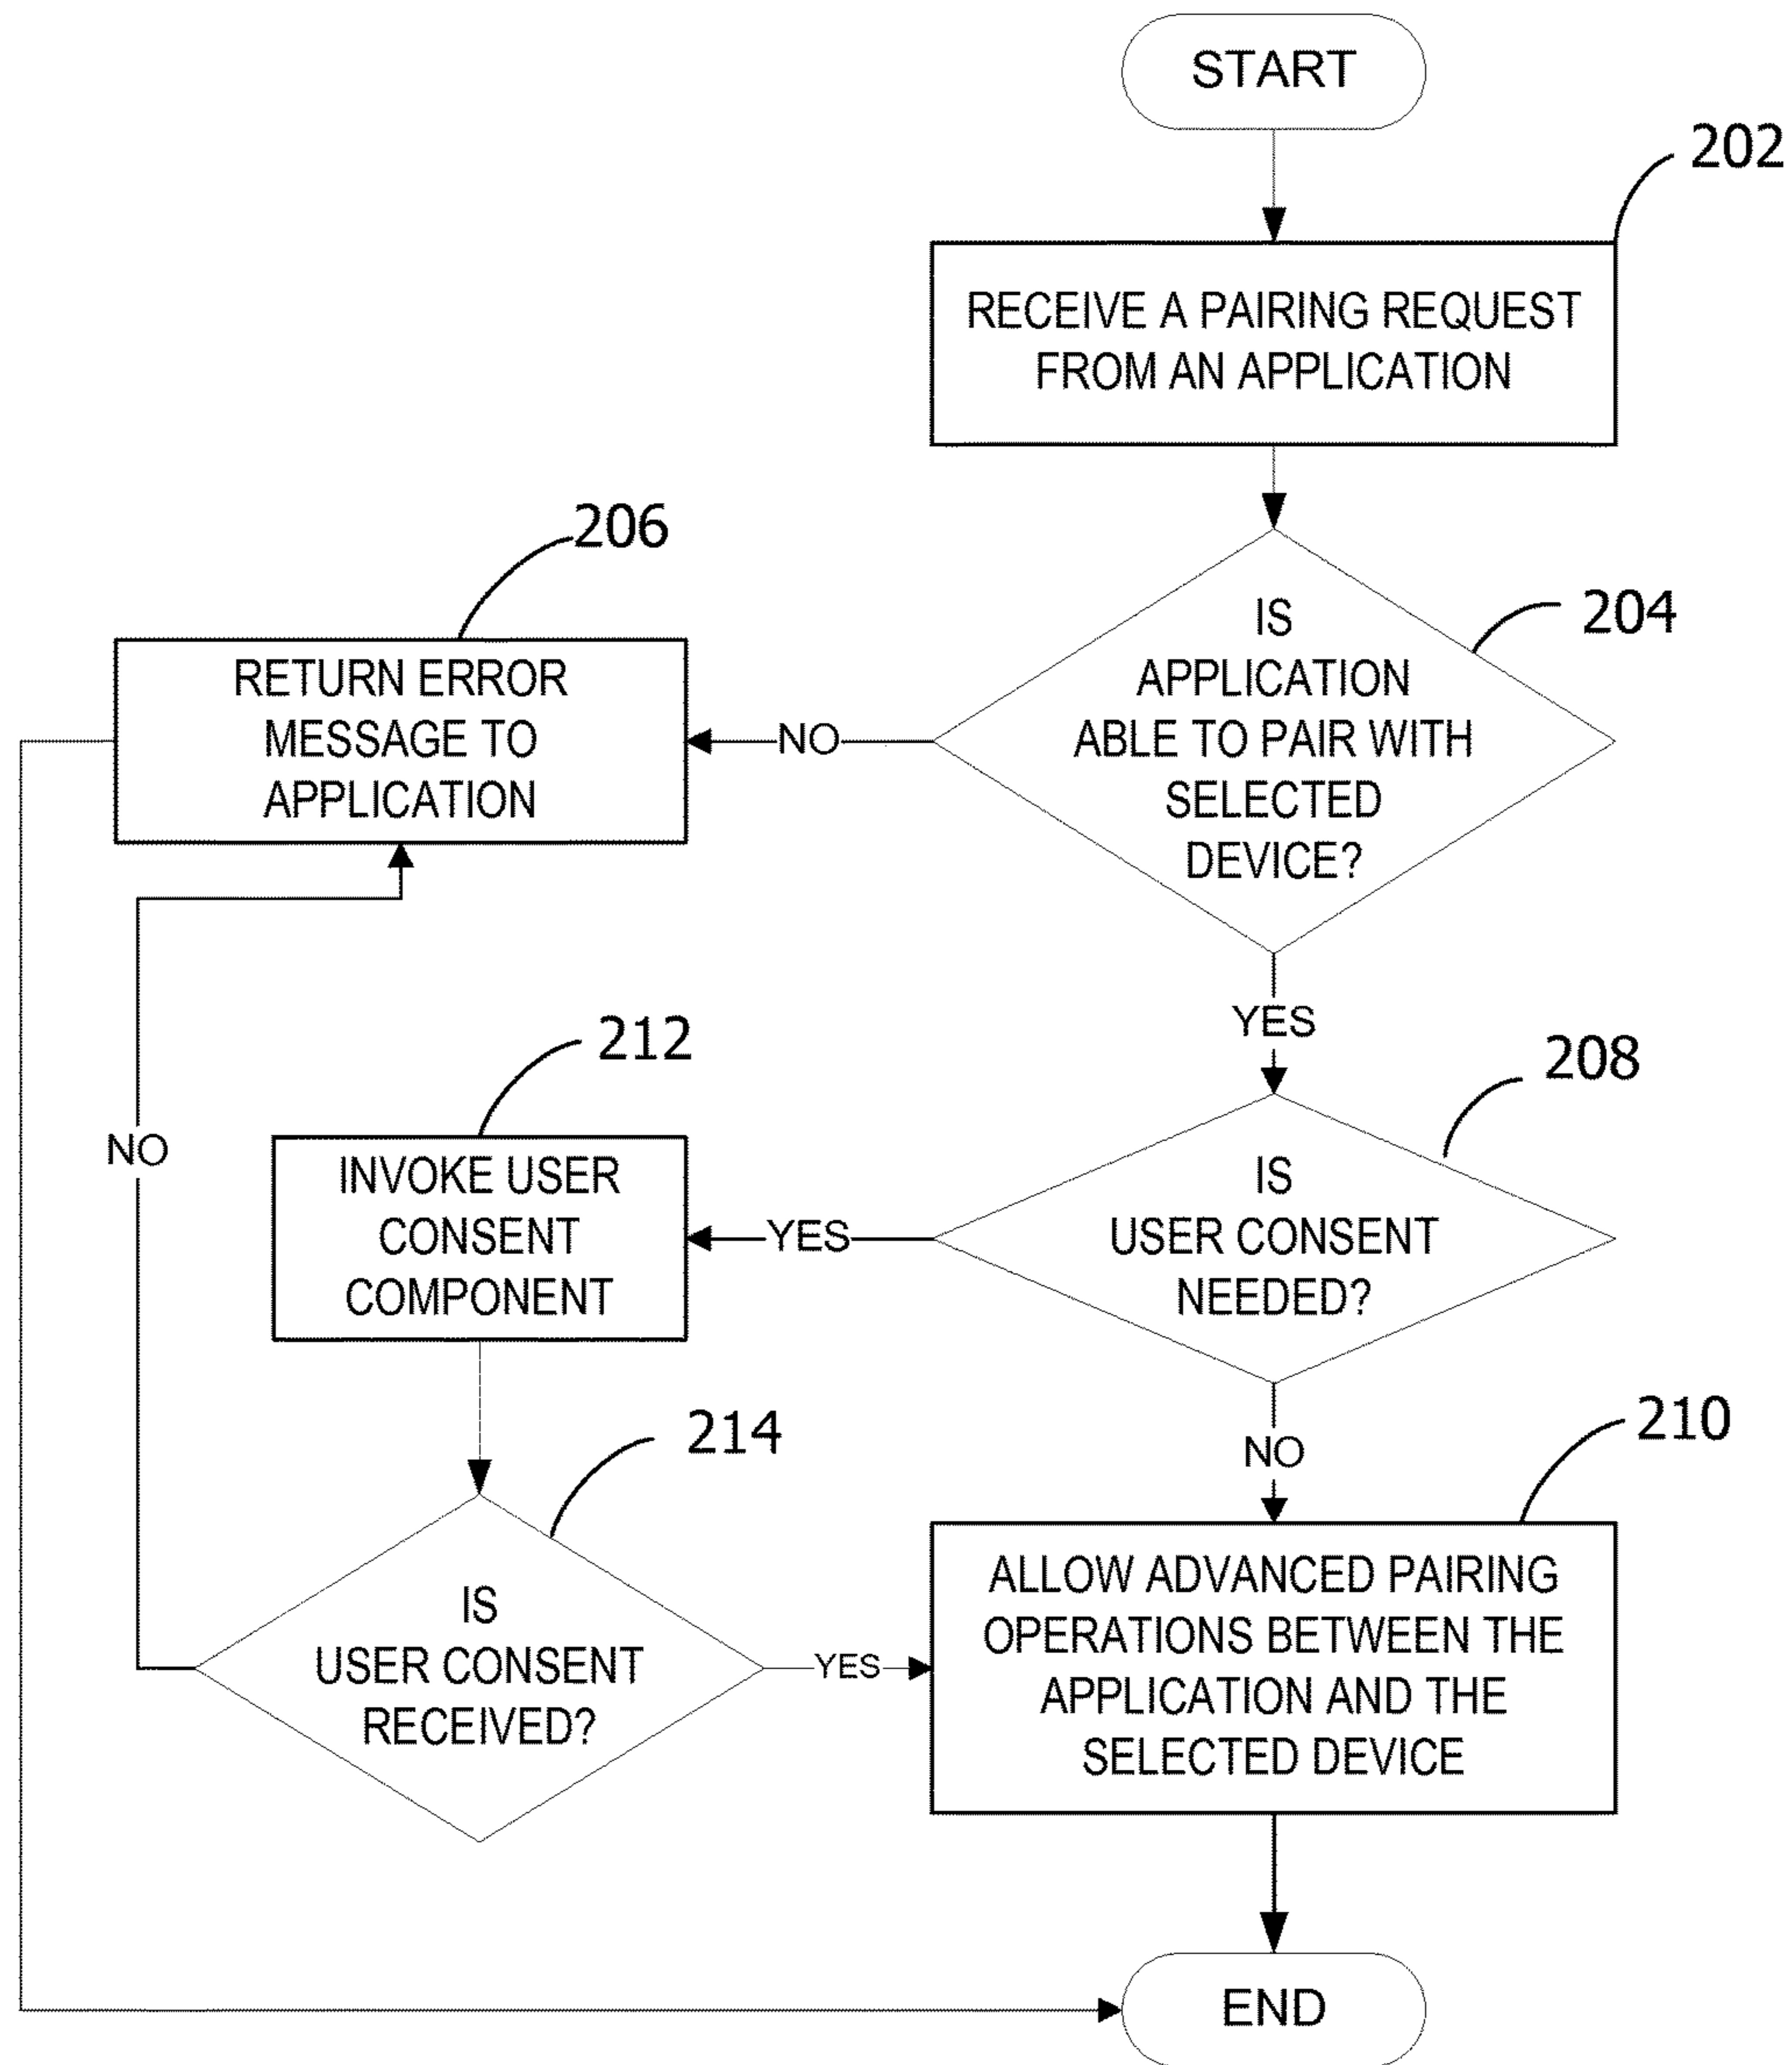 START
202
RECEIVE A PAIRING REQUEST
FROM AN APPLICATION
206
204
IS
APPLICATION
ABLE TO PAIR WITH
SELECTED
DEVICE?
NO
RETURN ERROR
MESSAGE TO
APPLICATION
YES
208
IS
USER CONSENT
NEEDED?
YES
212
INVOKE USER
CONSENT
COMPONENT
NO
NO
210
214
IS
USER CONSENT
RECEIVED?
YES
ALLOW ADVANCED PAIRING
OPERATIONS BETWEEN THE
APPLICATION AND THE
SELECTED DEVICE
END